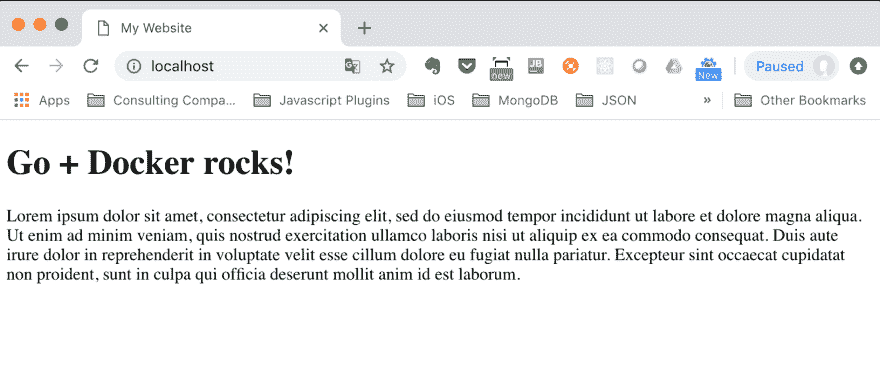 My Website
localhost
new
JB
New
Paused
Apps Consulting Compa... Javascript Plugins iOS MongoDB JSON » Other Bookmarks
Go + Docker rocks!
Lorem ipsum dolor sit amet, consectetur adipiscing elit, sed do eiusmod tempor incididunt ut labore et dolore magna aliqua.
Ut enim ad minim veniam, quis nostrud exercitation ullamco laboris nisi ut aliquip ex ea commodo consequat. Duis aute
irure dolor in reprehenderit in voluptate velit esse cillum dolore eu fugiat nulla pariatur. Excepteur sint occaecat cupidatat
non proident, sunt in culpa qui officia deserunt mollit anim id est laborum.